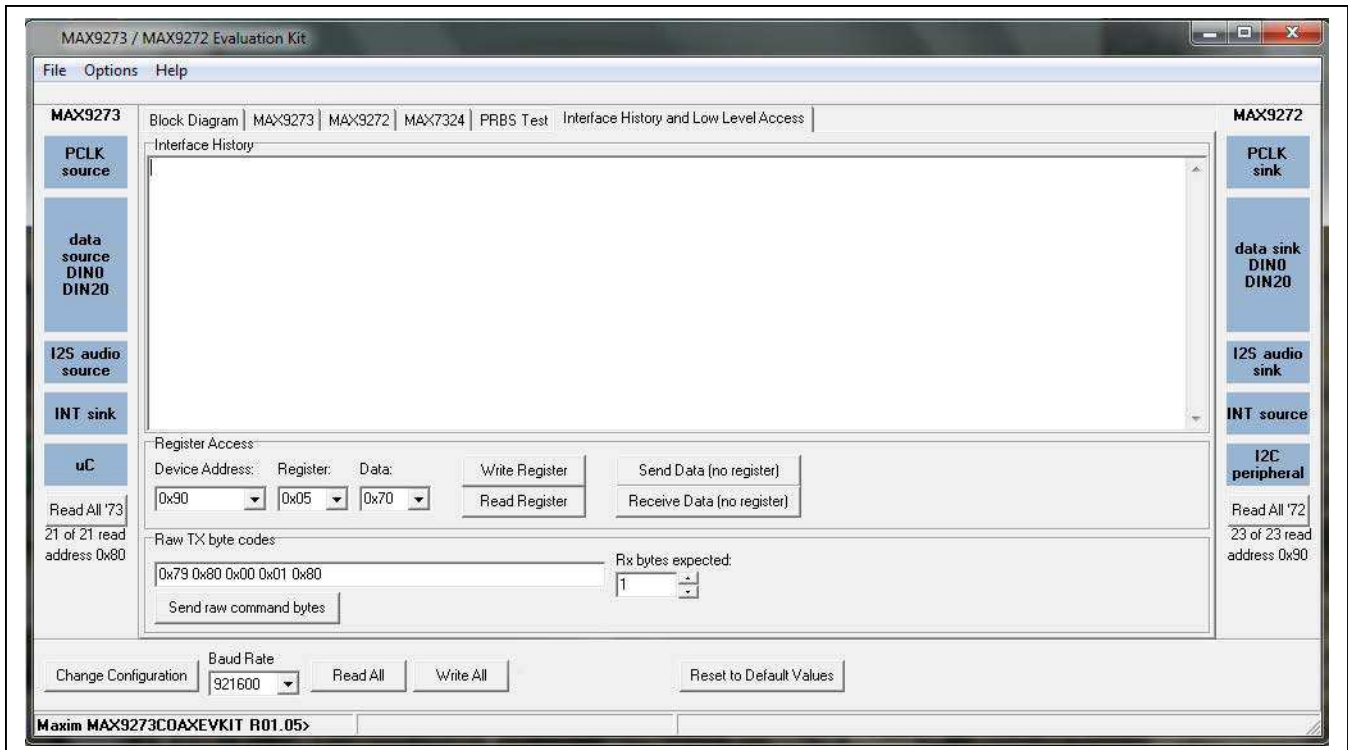 MAX9273 / MAX9272 Evaluation Kit
File Options Help
MAX9273
PCLK
source
data
source
DIN0
DIN20
I2S audio
source
INT sink
uC
Read All '73
21 of 21 read
address 0x80
Block Diagram MAX9273 MAX9272 MAX7324 PRBS Test Interface History and Low Level Access
Interface History
Register Access
Device Address: Register: Data:
0x90 0x05 0x70
Write Register
Send Data (no register)
Read Register
Receive Data (no register)
Raw TX byte codes
0x79 0x80 0x00 0x01 0x80
Rx bytes expected:
1
Send raw command bytes
MAX9272
PCLK
sink
data sink
DIN0
DIN20
I2S audio
sink
INT source
I2C
peripheral
Read All '72
23 of 23 read
address 0x90
Change Configuration
Baud Rate
921600
Read All
Write All
Reset to Default Values
Maxim MAX9273COAXEVKIT R01.05>